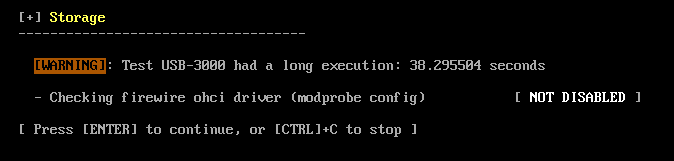 [+] Storage
------------------------------------
[WARNING]: Test USB-3000 had a long execution: 38.295504 seconds
- Checking firewire ohci driver (modprobe config) [ NOT DISABLED ]
[ Press [ENTER] to continue, or [CTRL]+C to stop ]